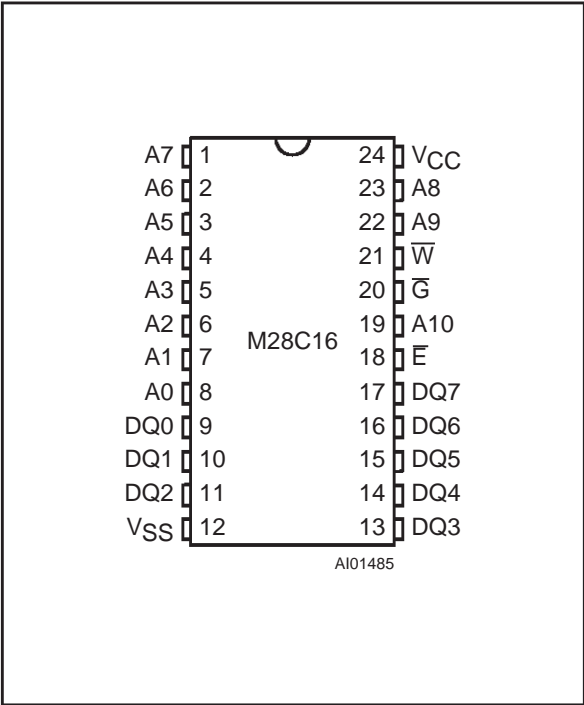 A7 1 24 VCC
A6 2 23 A8
A5 3 22 A9
A4 4 21 W̅
A3 5 20 G̅
A2 6 19 A10
M28C16
A1 7 18 E̅
A0 8 17 DQ7
DQ0 9 16 DQ6
DQ1 10 15 DQ5
DQ2 11 14 DQ4
VSS 12 13 DQ3
AI01485